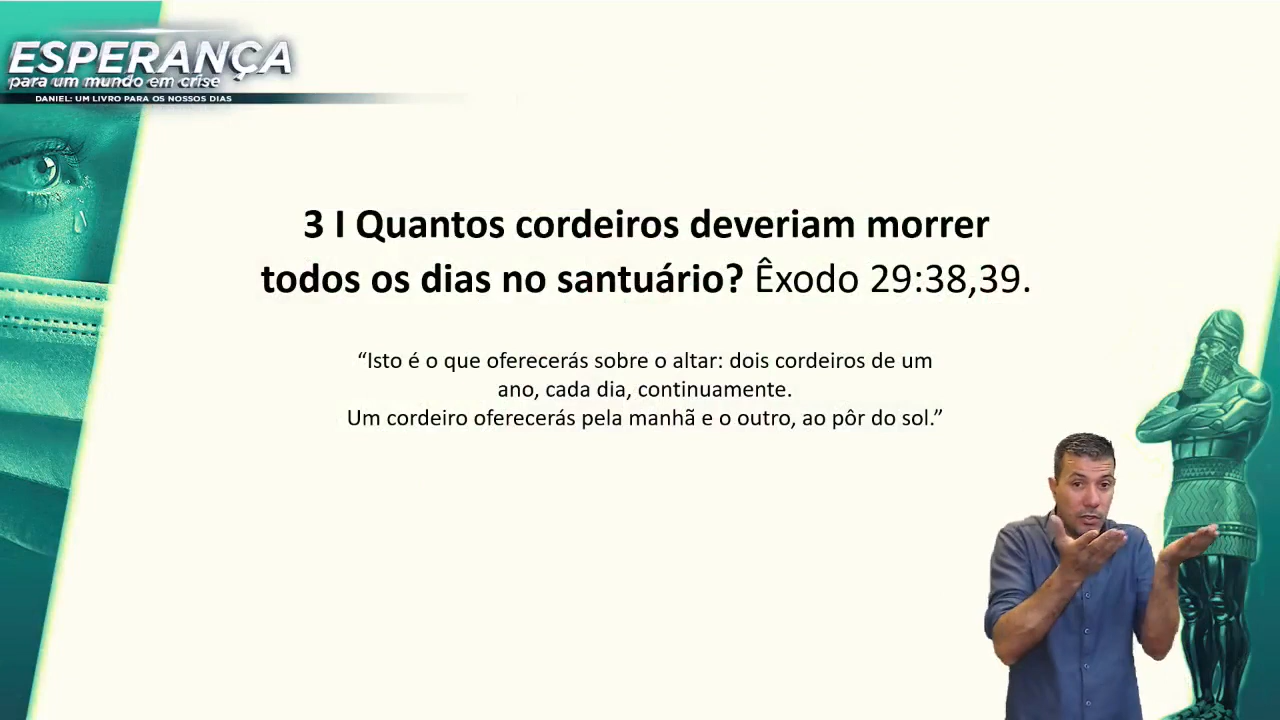 ESPERANÇA
para um mundo em crise
DANIEL: UM LIVRO PARA OS NOSSOS DIAS
3 I Quantos cordeiros deveriam morrer
todos os dias no santuário? Êxodo 29:38,39.
“Isto é o que oferecerás sobre o altar: dois cordeiros de um
ano, cada dia, continuamente.
Um cordeiro oferecerás pela manhã e o outro, ao pôr do sol.”